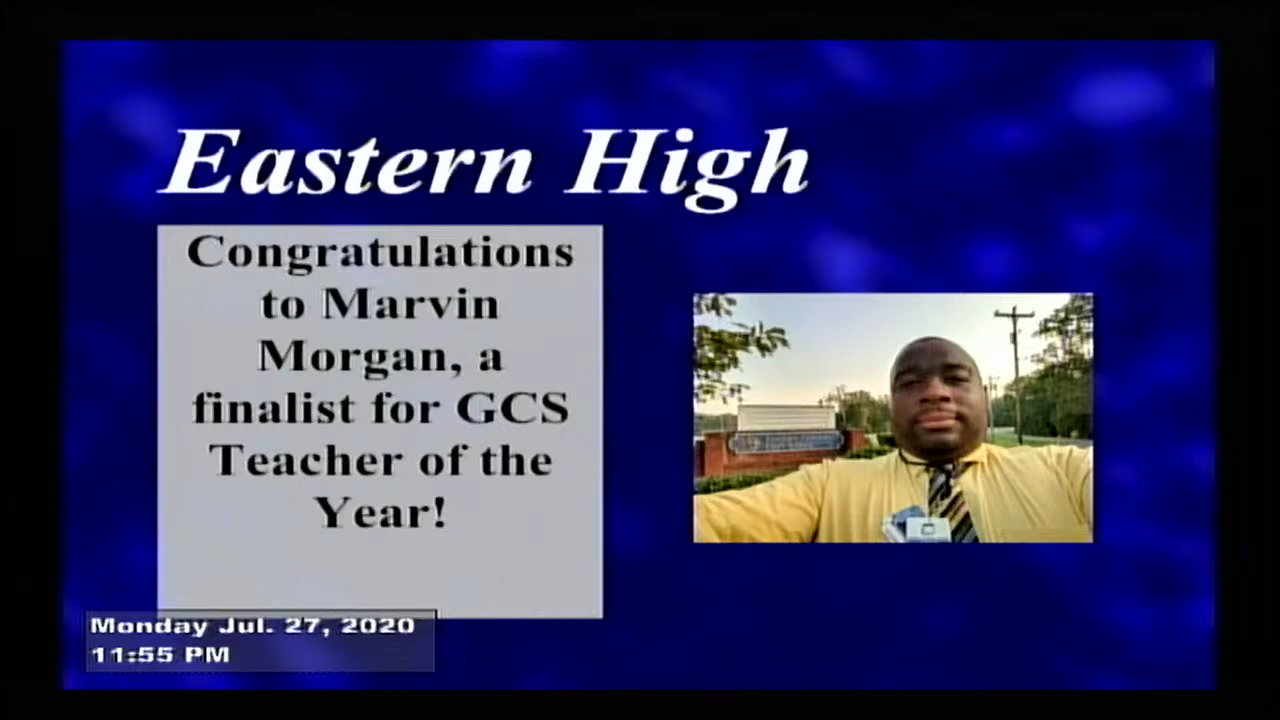 Eastern High
Congratulations
to Marvin
Morgan, a
finalist for GCS
Teacher of the
Year!
Monday Jul. 27, 2020
11:55 PM